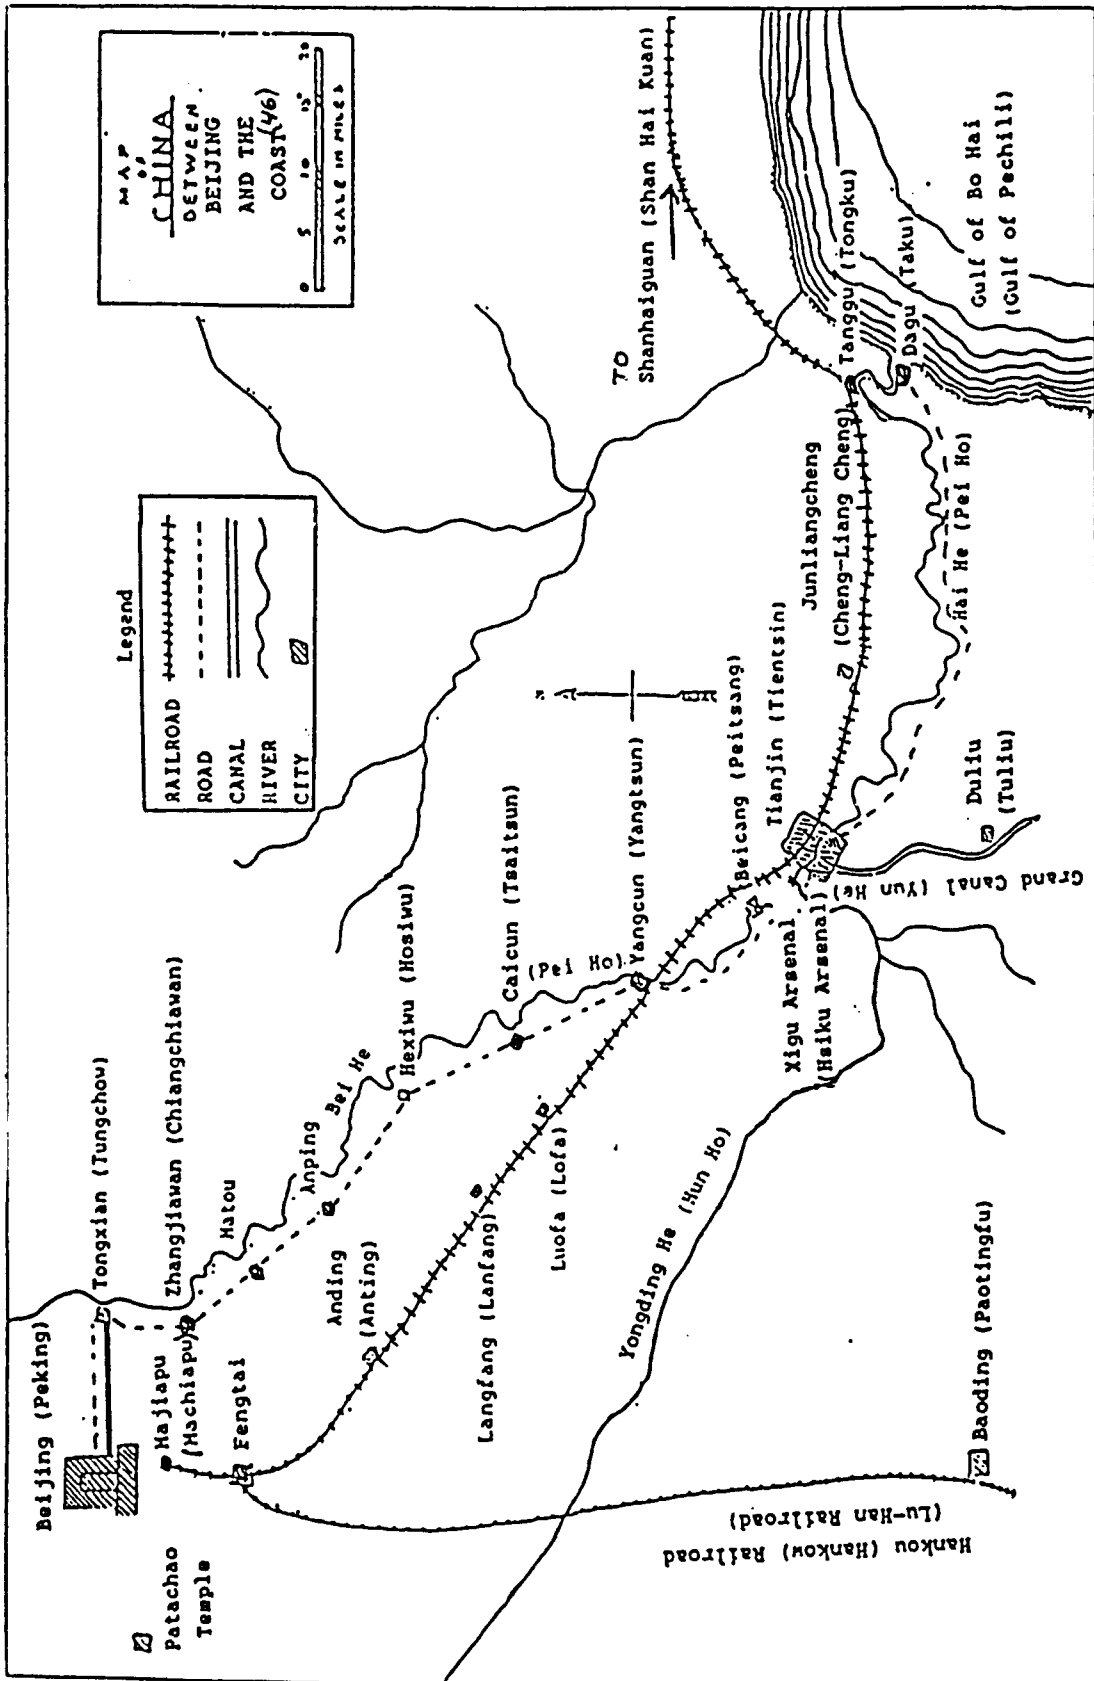 MAP
OF
CHINA
DETWEEN
BEIJING
AND THE
COAST (46)
0 5 10 15 20
SCALE IN MILES
Legend
RAILROAD
ROAD
CANAL
RIVER
CITY
Beijing (Peking)
Tongxian (Tungchow)
Patachao
Temple
Majiapu
(Machiapu)
Zhangjiawan (Chiangchiawan)
Fengtai
Matou
Anping
Bei He
Hexiwu (Hosiwu)
Anding
(Anting)
Caicun (Tsaitsun)
(Pei Ho)
Langfang (Lanfang)
Luofa (Lofa)
Yangcun (Yangtsun)
Beicang (Peitsang)
Tianjin (Tientsin)
Xigu Arsenal
(Hsiku Arsenal)
Junliangcheng
(Cheng-Liang Cheng)
TO
Shanhaiguan (Shan Hai Kuan)
Tanggu (Tongku)
Dagu (Taku)
Gulf of Bo Hai
(Gulf of Pechili)
Hai He (Pei Ho)
Duliu
(Tuliu)
Grand Canal (Yun He)
Yongding He (Hun Ho)
Baoding (Paotingfu)
Hankou (Hankow) Railroad
(Lu-Han Railroad)